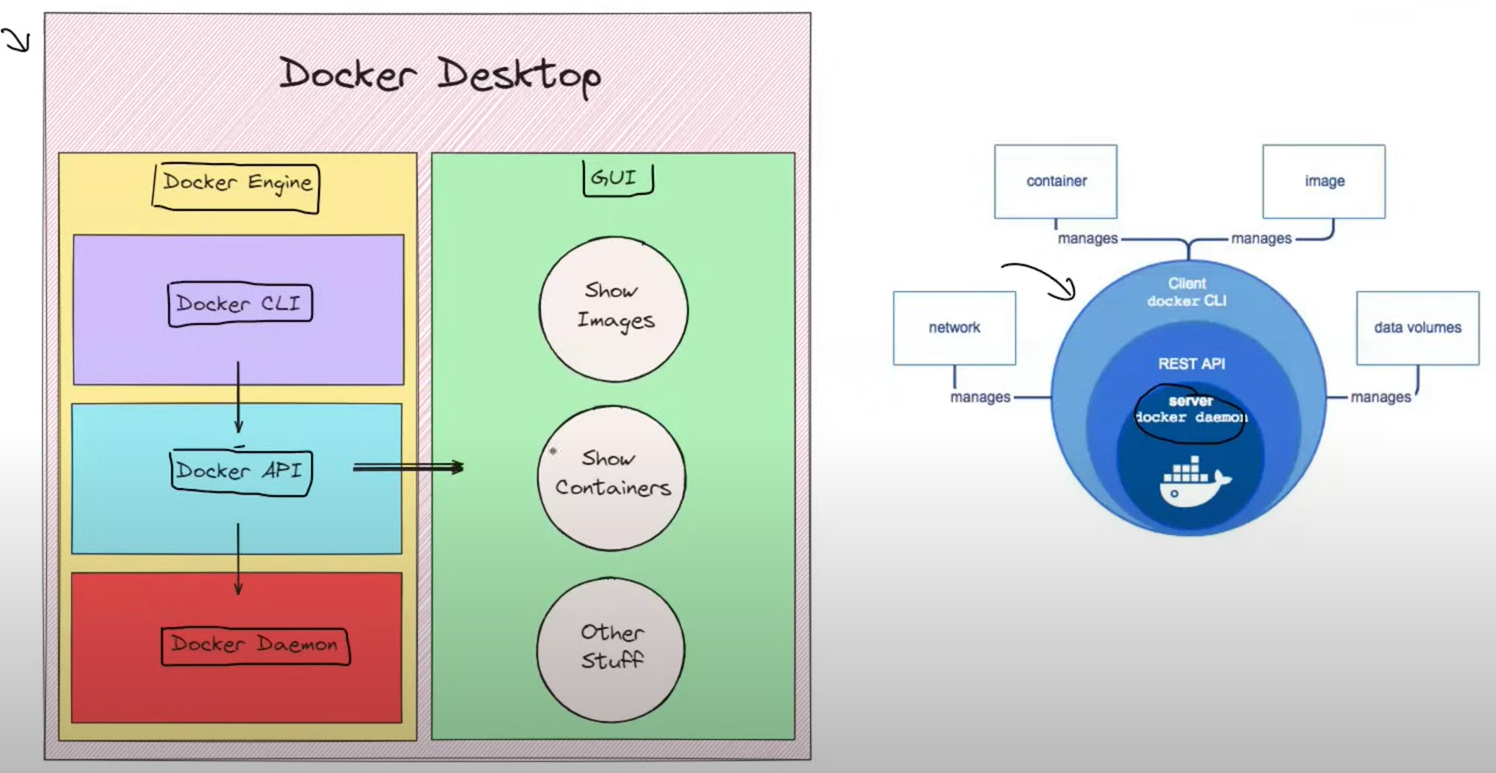 Docker Desktop
Docker Engine
Docker CLI
Docker API
Docker Daemon
GUI
Show
Images
Show
Containers
Other
Stuff
container
image
manages
manages
Client
docker CLI
network
data volumes
REST API
manages
manages
server
docker daemon